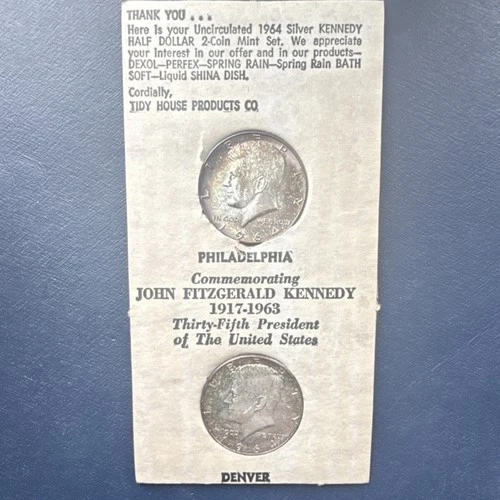 THANK YOU . . .
Here is your Uncirculated 1964 Silver KENNEDY
HALF DOLLAR 2-Coin Mint Set. We appreciate
your interest in our offer and in our products—
DEXOL-PERFEX-SPRING RAIN—Spring Rain BATH
SOFT—Liquid SHINA DISH.
Cordially,
TIDY HOUSE PRODUCTS CO.
LIBERTY
IN GOD WE TRUST
1964
PHILADELPHIA
Commemorating
JOHN FITZGERALD KENNEDY
1917-1963
Thirty-Fifth President
of The United States
LIBERTY
1964
DENVER